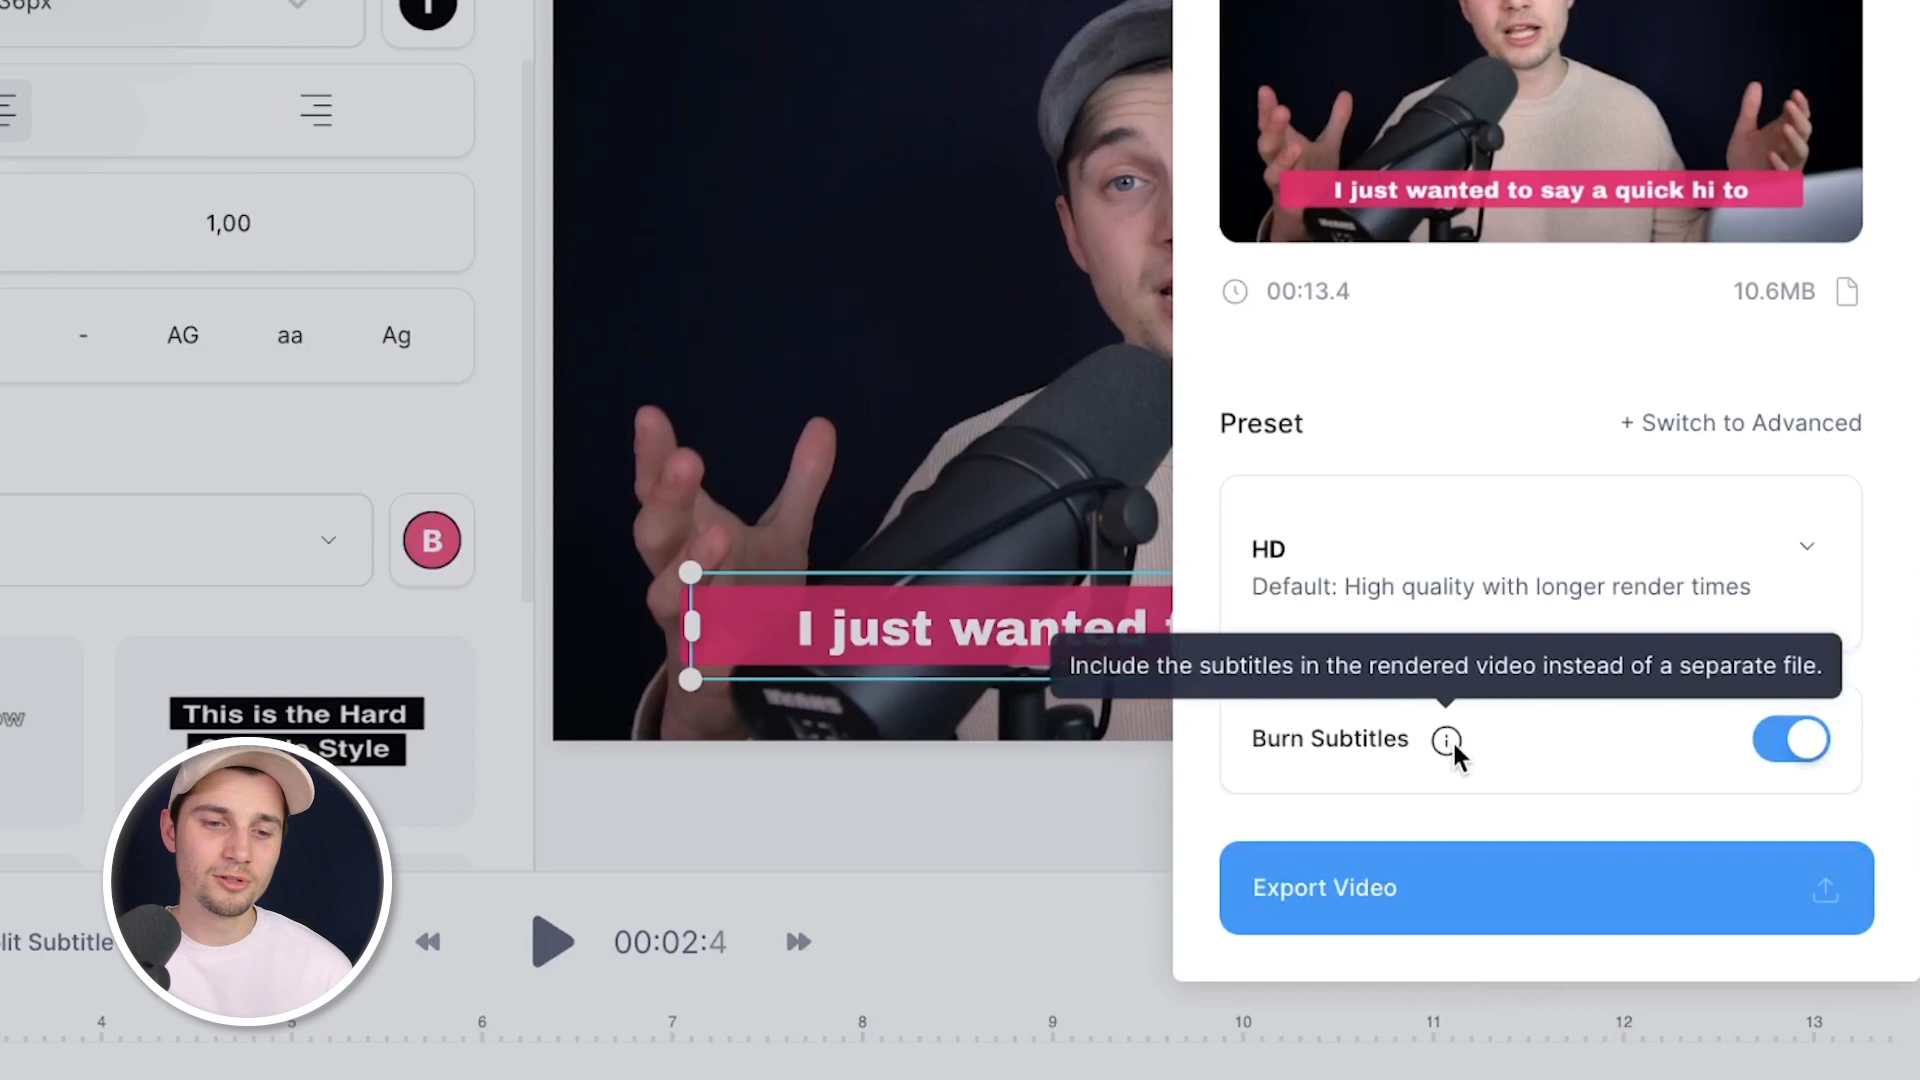 36px
T
1,00
-
AG
aa
Ag
B
This is the Hard
Style
lit Subtitle
00:02:4
I just wanted
I just wanted to say a quick hi to
00:13.4
10.6MB
Preset
+ Switch to Advanced
HD
Default: High quality with longer render times
Include the subtitles in the rendered video instead of a separate file.
Burn Subtitles
Export Video
4
5
6
7
8
9
10
11
12
13